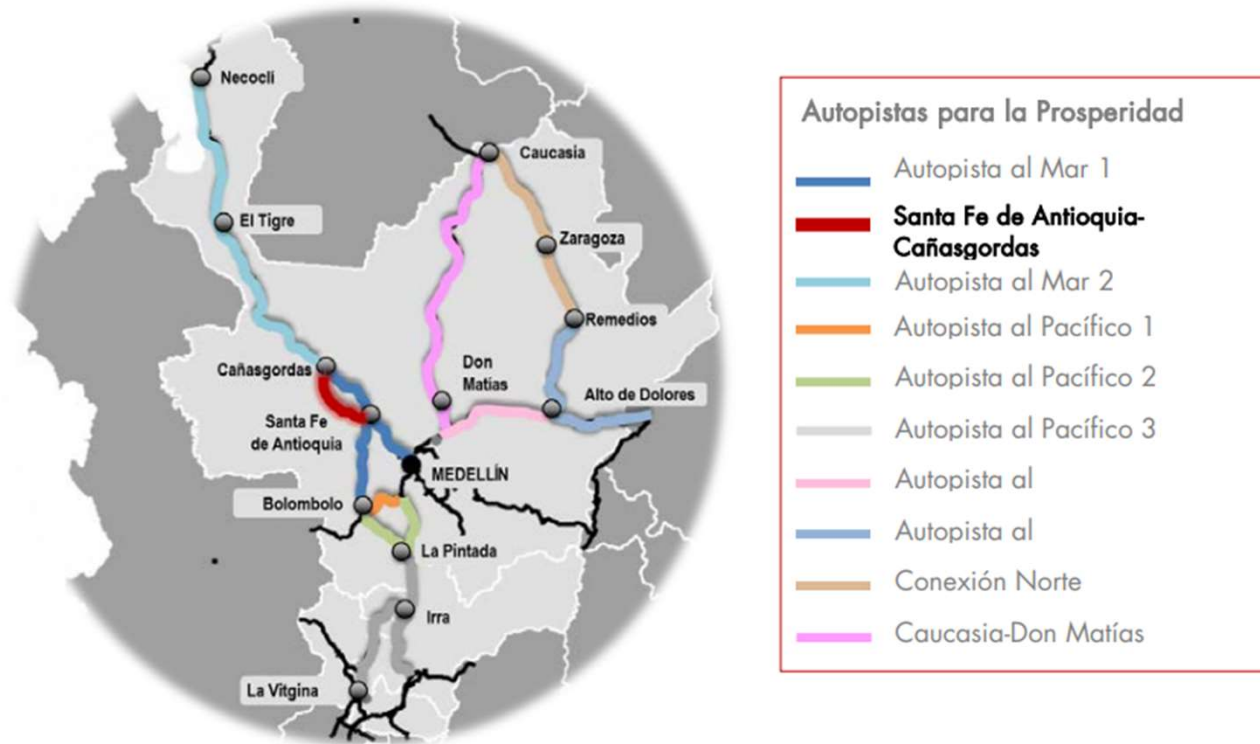 Necoclí
Caucasia
El Tigre
Zaragoza
Remedios
Cañasgordas
Don
Matías
Alto de Dolores
Santa Fe
de Antioquia
MEDELLÍN
Bolombolo
La Pintada
Irra
La Vitgina
Autopistas para la Prosperidad
Autopista al Mar 1
Santa Fe de Antioquia-
Cañasgordas
Autopista al Mar 2
Autopista al Pacífico 1
Autopista al Pacífico 2
Autopista al Pacífico 3
Autopista al
Autopista al
Conexión Norte
Caucasia-Don Matías